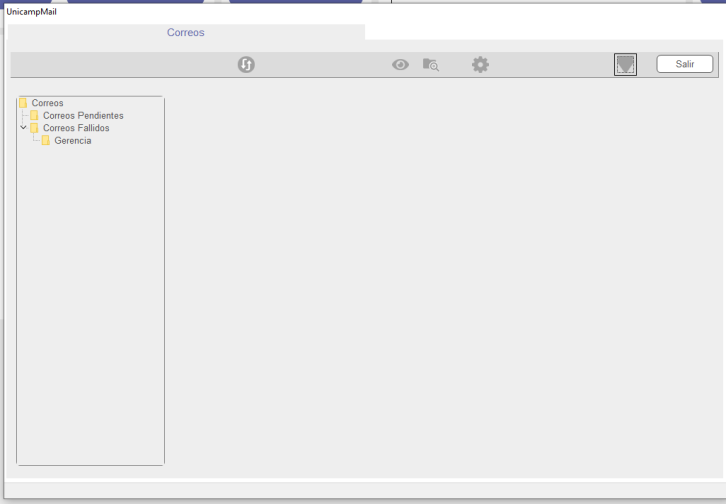 UnicampMail
Correos
Salir
Correos
Correos Pendientes
Correos Fallidos
Gerencia